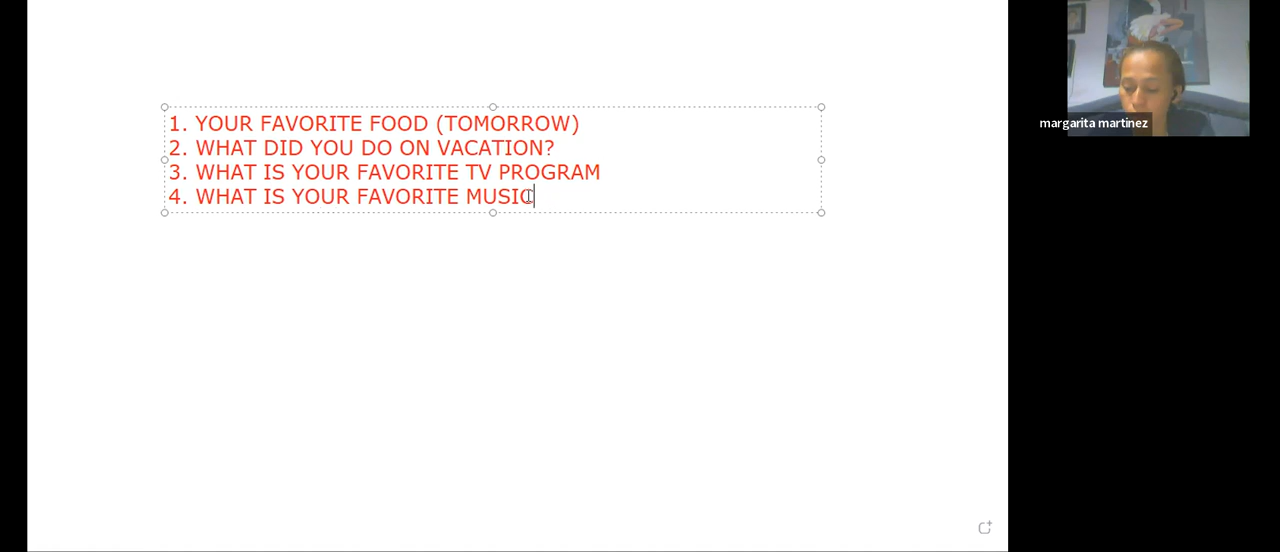 1. YOUR FAVORITE FOOD (TOMORROW)
2. WHAT DID YOU DO ON VACATION?
3. WHAT IS YOUR FAVORITE TV PROGRAM
4. WHAT IS YOUR FAVORITE MUSIC
margarita martinez